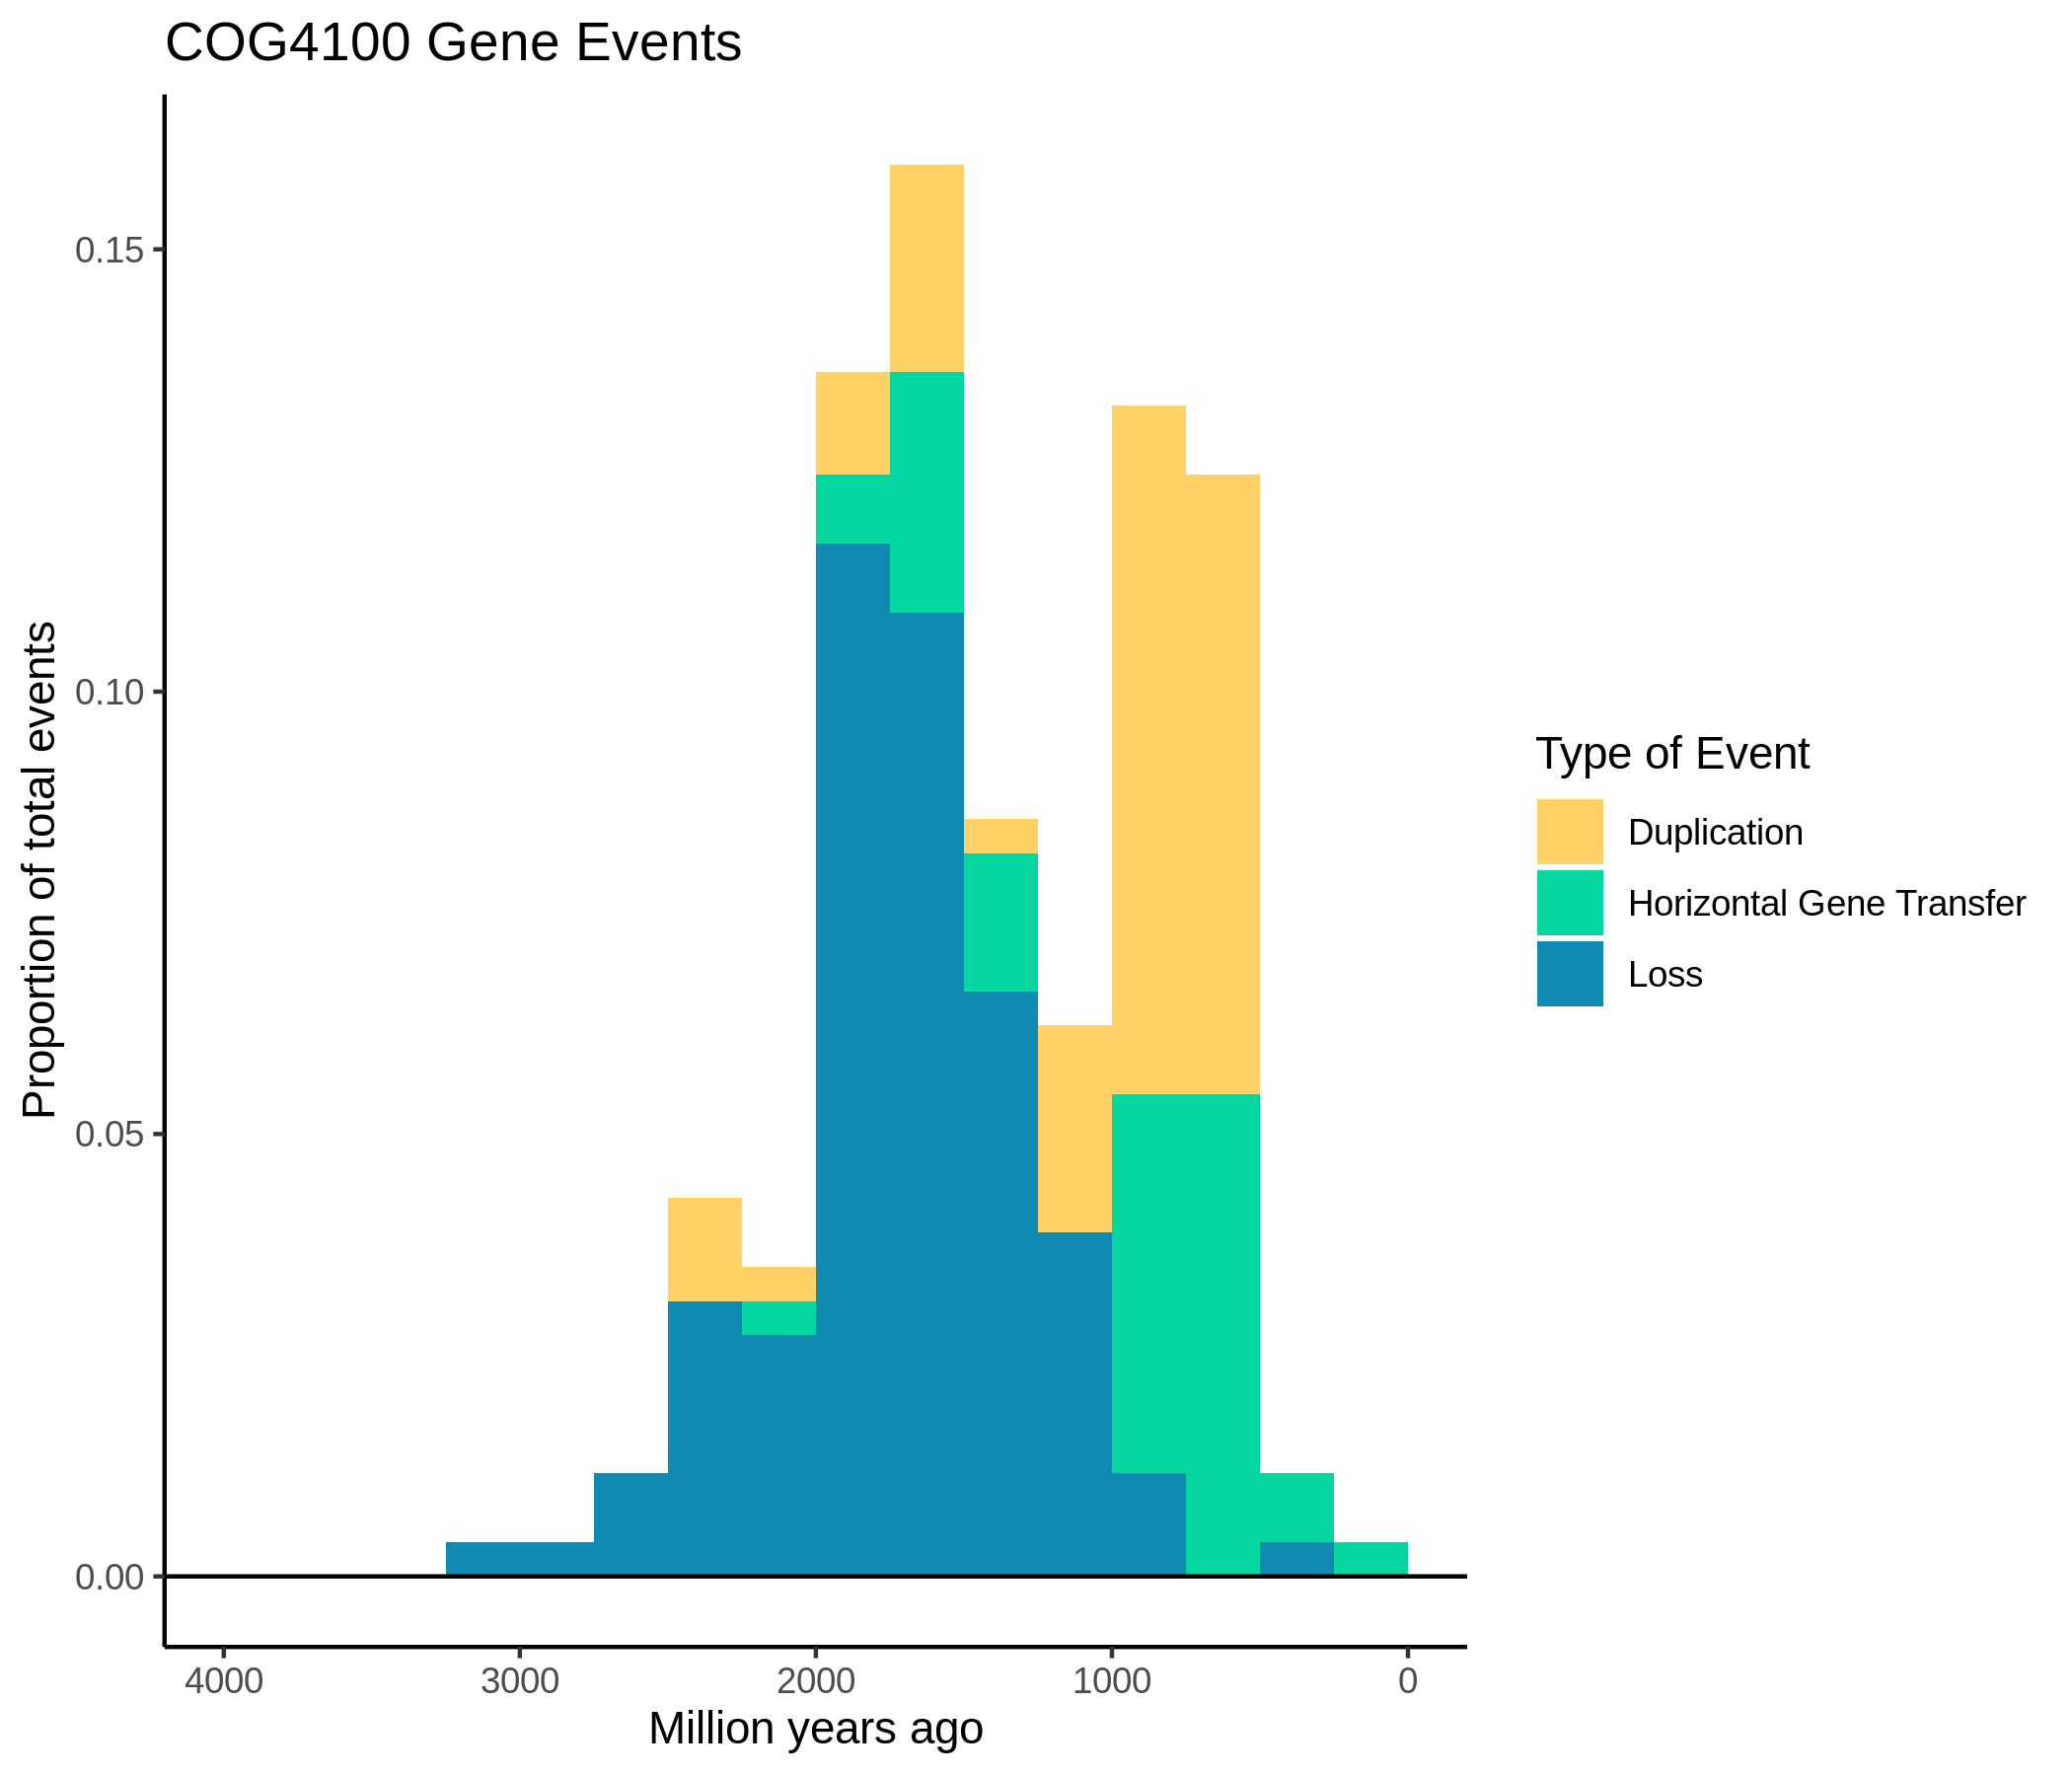 COG4100 Gene Events
Proportion of total events
0.15
0.10
0.05
0.00
4000 3000 2000 1000 0
Million years ago
Type of Event
Duplication
Horizontal Gene Transfer
Loss